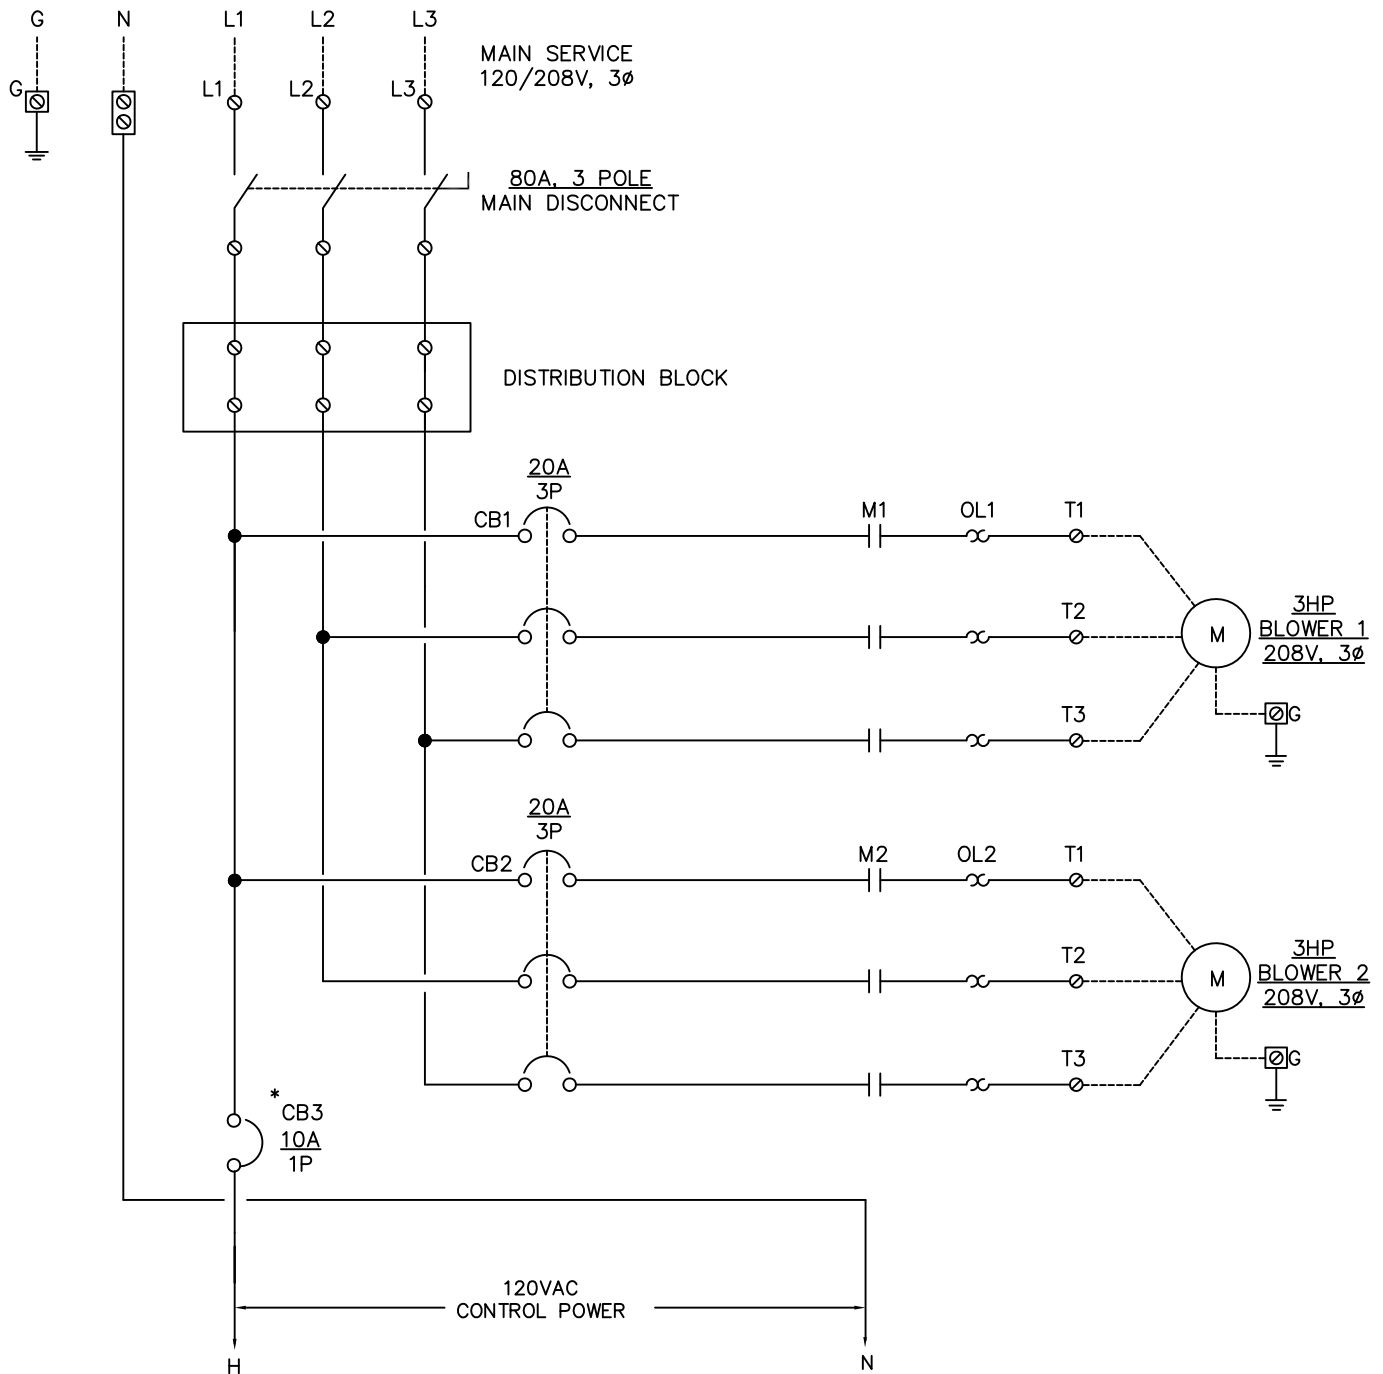 G
N
L1
L2
L3
MAIN SERVICE
120/208V, 3ø
G
L1
L2
L3
80A, 3 POLE
MAIN DISCONNECT
DISTRIBUTION BLOCK
20A
3P
CB1
M1
OL1
T1
T2
T3
M
3HP
BLOWER 1
208V, 3ø
G
20A
3P
CB2
M2
OL2
T1
T2
T3
M
3HP
BLOWER 2
208V, 3ø
G
*
CB3
10A
1P
120VAC
CONTROL POWER
H
N